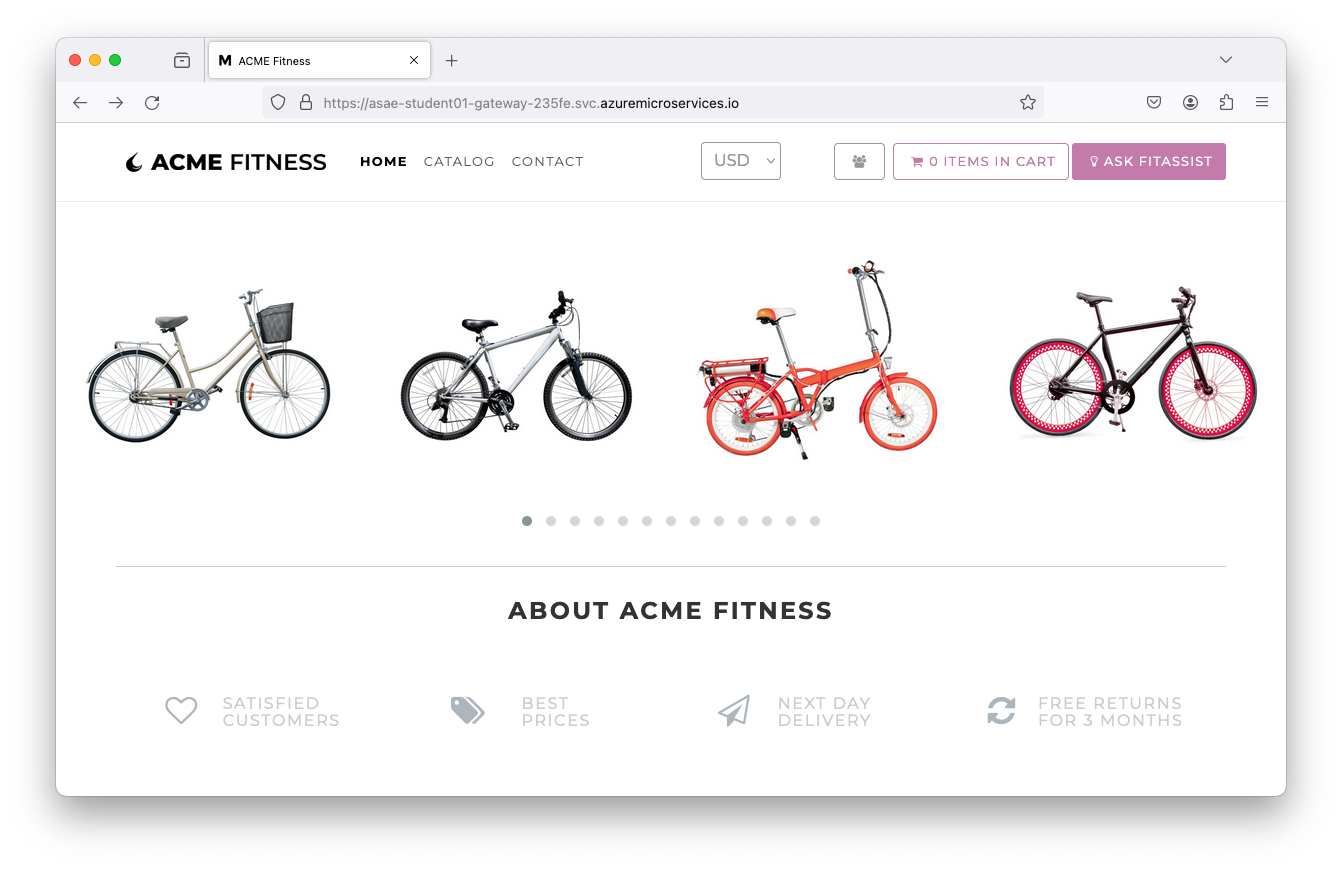 M ACME Fitness
https://asae-student01-gateway-235fe.svc.azuremicroservices.io
ACME FITNESS
HOME
CATALOG
CONTACT
USD
0 ITEMS IN CART
ASK FITASSIST
ABOUT ACME FITNESS
SATISFIED
CUSTOMERS
BEST
PRICES
NEXT DAY
DELIVERY
FREE RETURNS
FOR 3 MONTHS